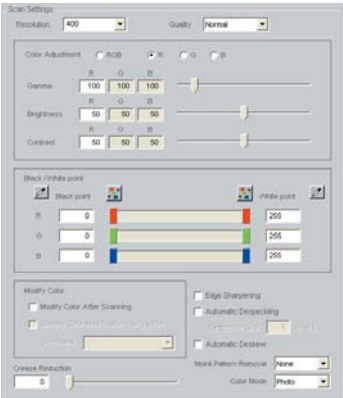 Scan Settings
Resolution 400 Quality Normal
Color Adjustment RGB R G B
R G B
Gamma 100 100 100
R G B
Brightness 50 50 50
R G B
Contrast 50 50 50
Black /White point
Black point White point
R 0 255
G 0 255
B 0 255
Modify Color
Modify Color After Scanning
Edge Sharpening
Automatic Despeckling
Automatic Deskew
Moiré Pattern Removal None
Crease Reduction
0
Color Mode Photo